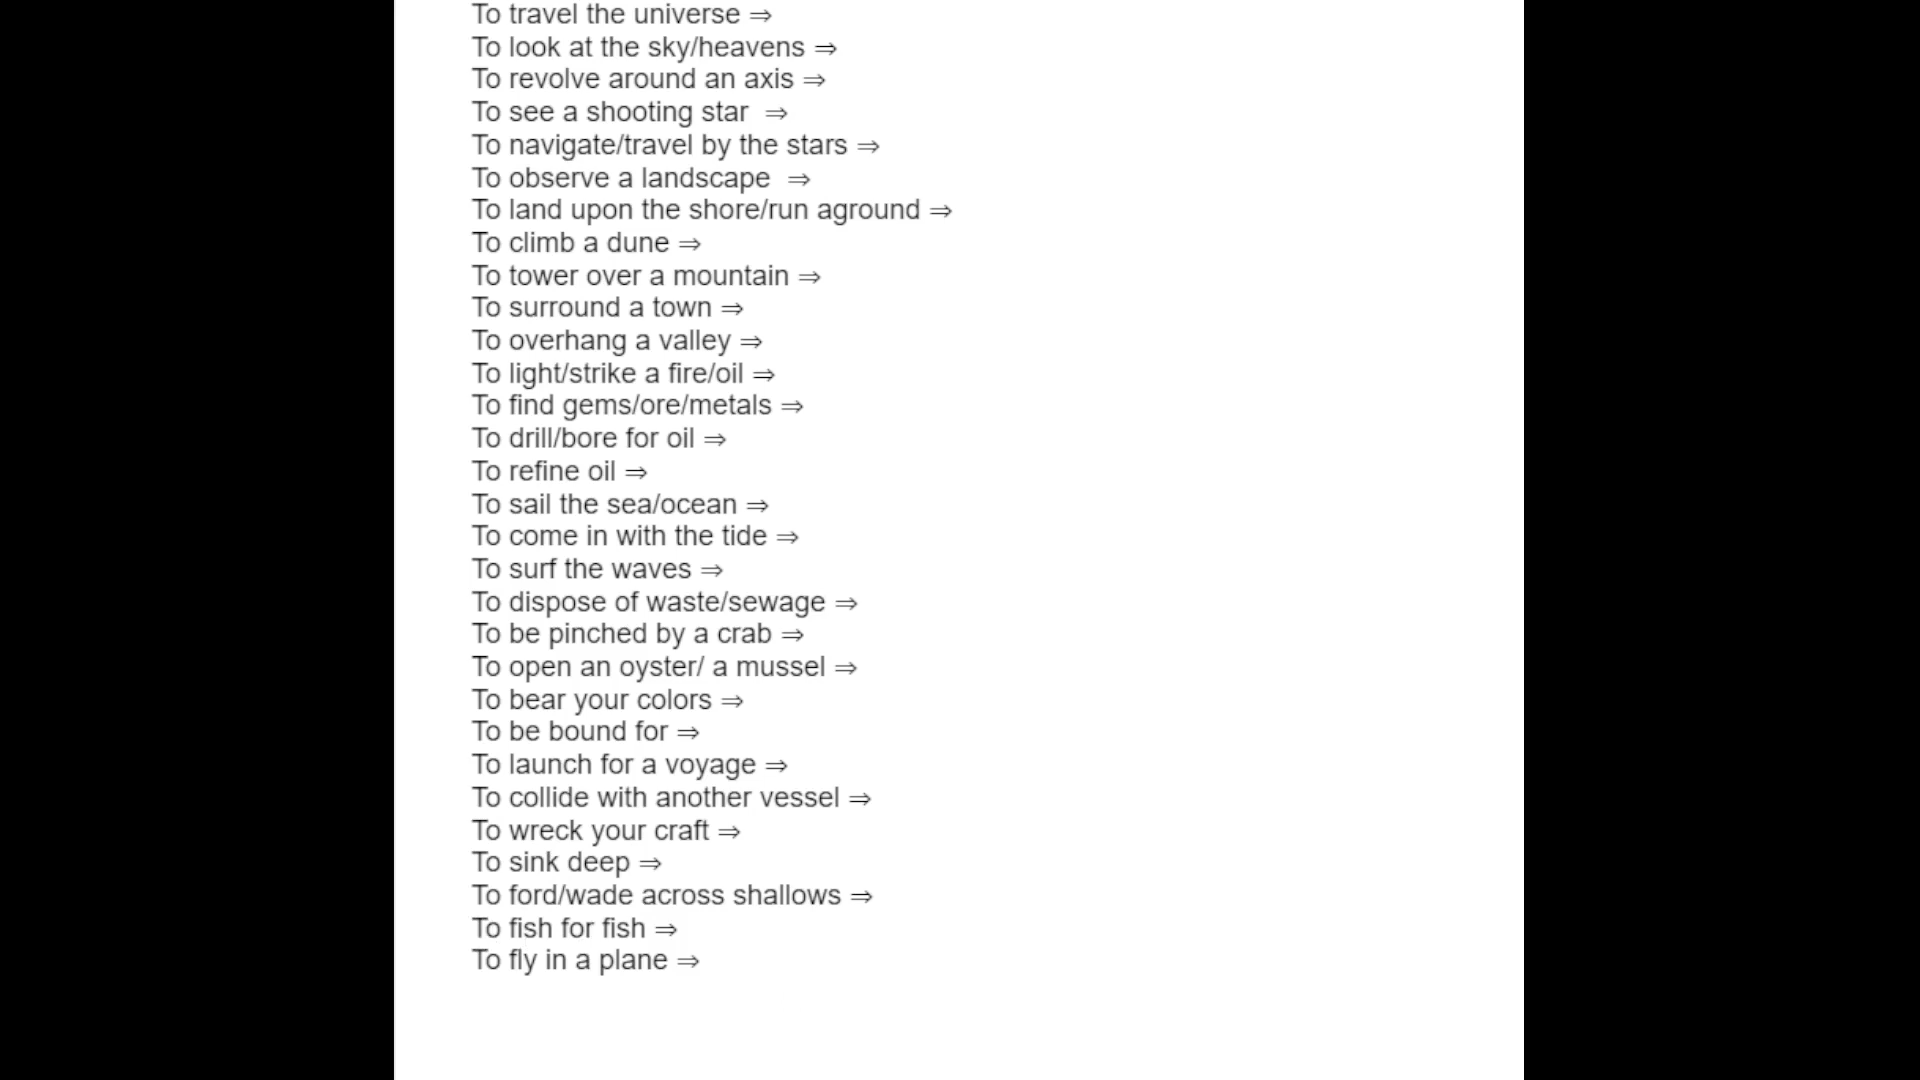 To travel the universe ⇒
To look at the sky/heavens ⇒
To revolve around an axis ⇒
To see a shooting star  ⇒
To navigate/travel by the stars ⇒
To observe a landscape  ⇒
To land upon the shore/run aground ⇒
To climb a dune ⇒
To tower over a mountain ⇒
To surround a town ⇒
To overhang a valley ⇒
To light/strike a fire/oil ⇒
To find gems/ore/metals ⇒
To drill/bore for oil ⇒
To refine oil ⇒
To sail the sea/ocean ⇒
To come in with the tide ⇒
To surf the waves ⇒
To dispose of waste/sewage ⇒
To be pinched by a crab ⇒
To open an oyster/ a mussel ⇒
To bear your colors ⇒
To be bound for ⇒
To launch for a voyage ⇒
To collide with another vessel ⇒
To wreck your craft ⇒
To sink deep ⇒
To ford/wade across shallows ⇒
To fish for fish ⇒
To fly in a plane ⇒